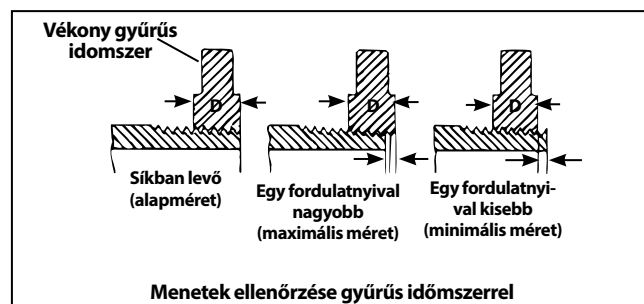 Vékony gyűrűs
idomszer
D
D
D
Síkban levő
(alapméret)
Egy fordulatnyival
nagyobb
(maximális méret)
Egy fordulatnyi-
val kisebb
(minimális méret)
Menetek ellenőrzése gyűrűs időmszerrel